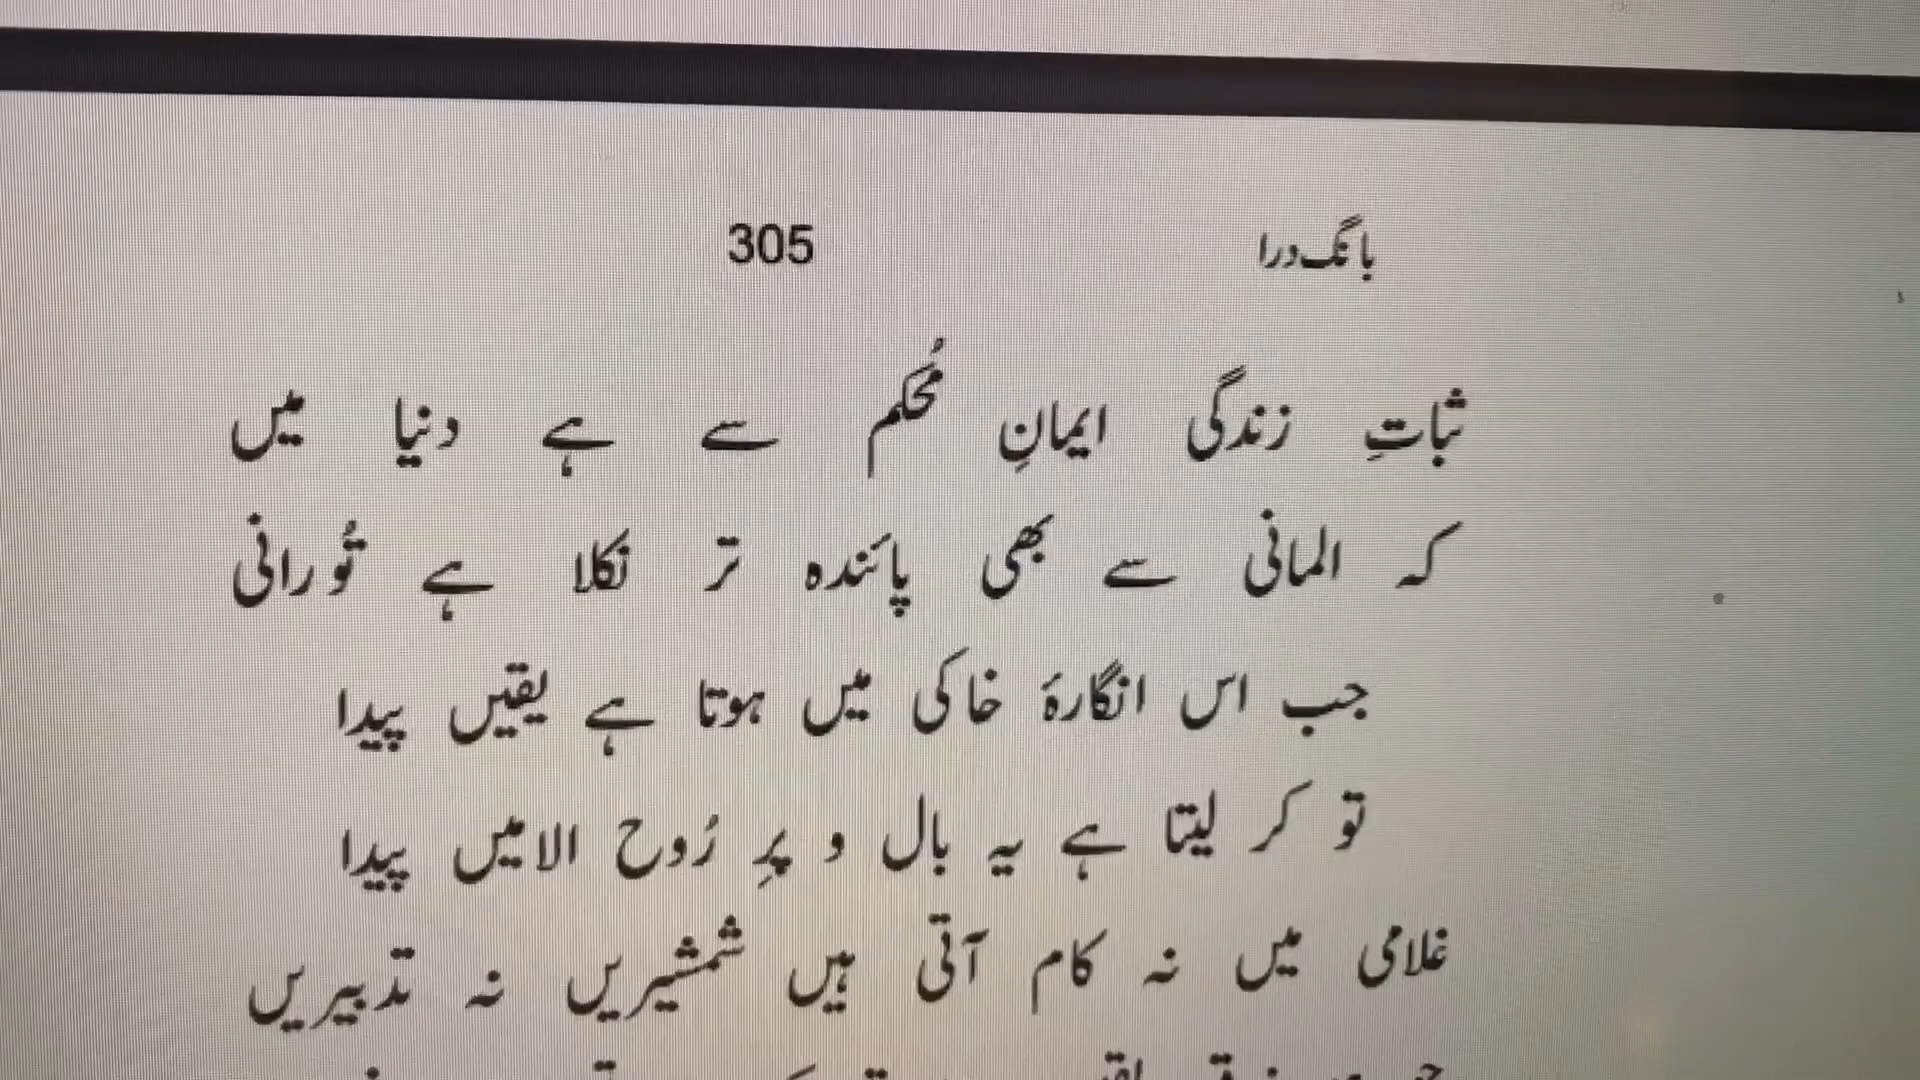 بانگ درا 305
ثباتِ زندگی ایمانِ مُحکم سے ہے دنیا میں
کہ المانی سے بھی پائندہ تر نکلا ہے تُورانی
جب اس انگارۂ خاکی میں ہوتا ہے یقیں پیدا
تو کر لیتا ہے یہ بال و پرِ رُوح الامیں پیدا
غلامی میں نہ کام آتی ہیں شمشیریں نہ تدبیریں